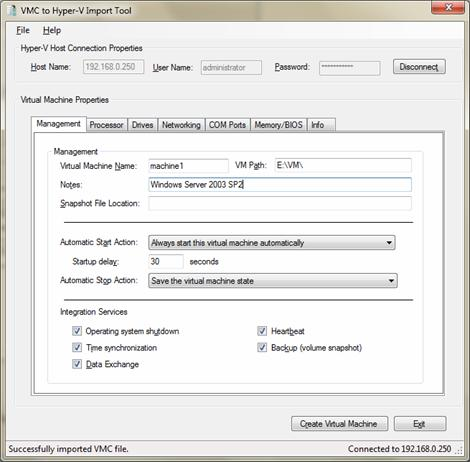 VMC to Hyper-V Import Tool
File Help
Hyper-V Host Connection Properties
Host Name: 192.168.0.250 User Name: administrator Password: *********** Disconnect
Virtual Machine Properties
Management Processor Drives Networking COM Ports Memory/BIOS Info
Management
Virtual Machine Name: machine1 VM Path: E:\VM\
Notes: Windows Server 2003 SP2
Snapshot File Location:
Automatic Start Action: Always start this virtual machine automatically
Startup delay: 30 seconds
Automatic Stop Action: Save the virtual machine state
Integration Services
Operating system shutdown Heartbeat
Time synchronization Backup (volume snapshot)
Data Exchange
Create Virtual Machine Exit
Successfully imported VMC file. Connected to 192.168.0.250